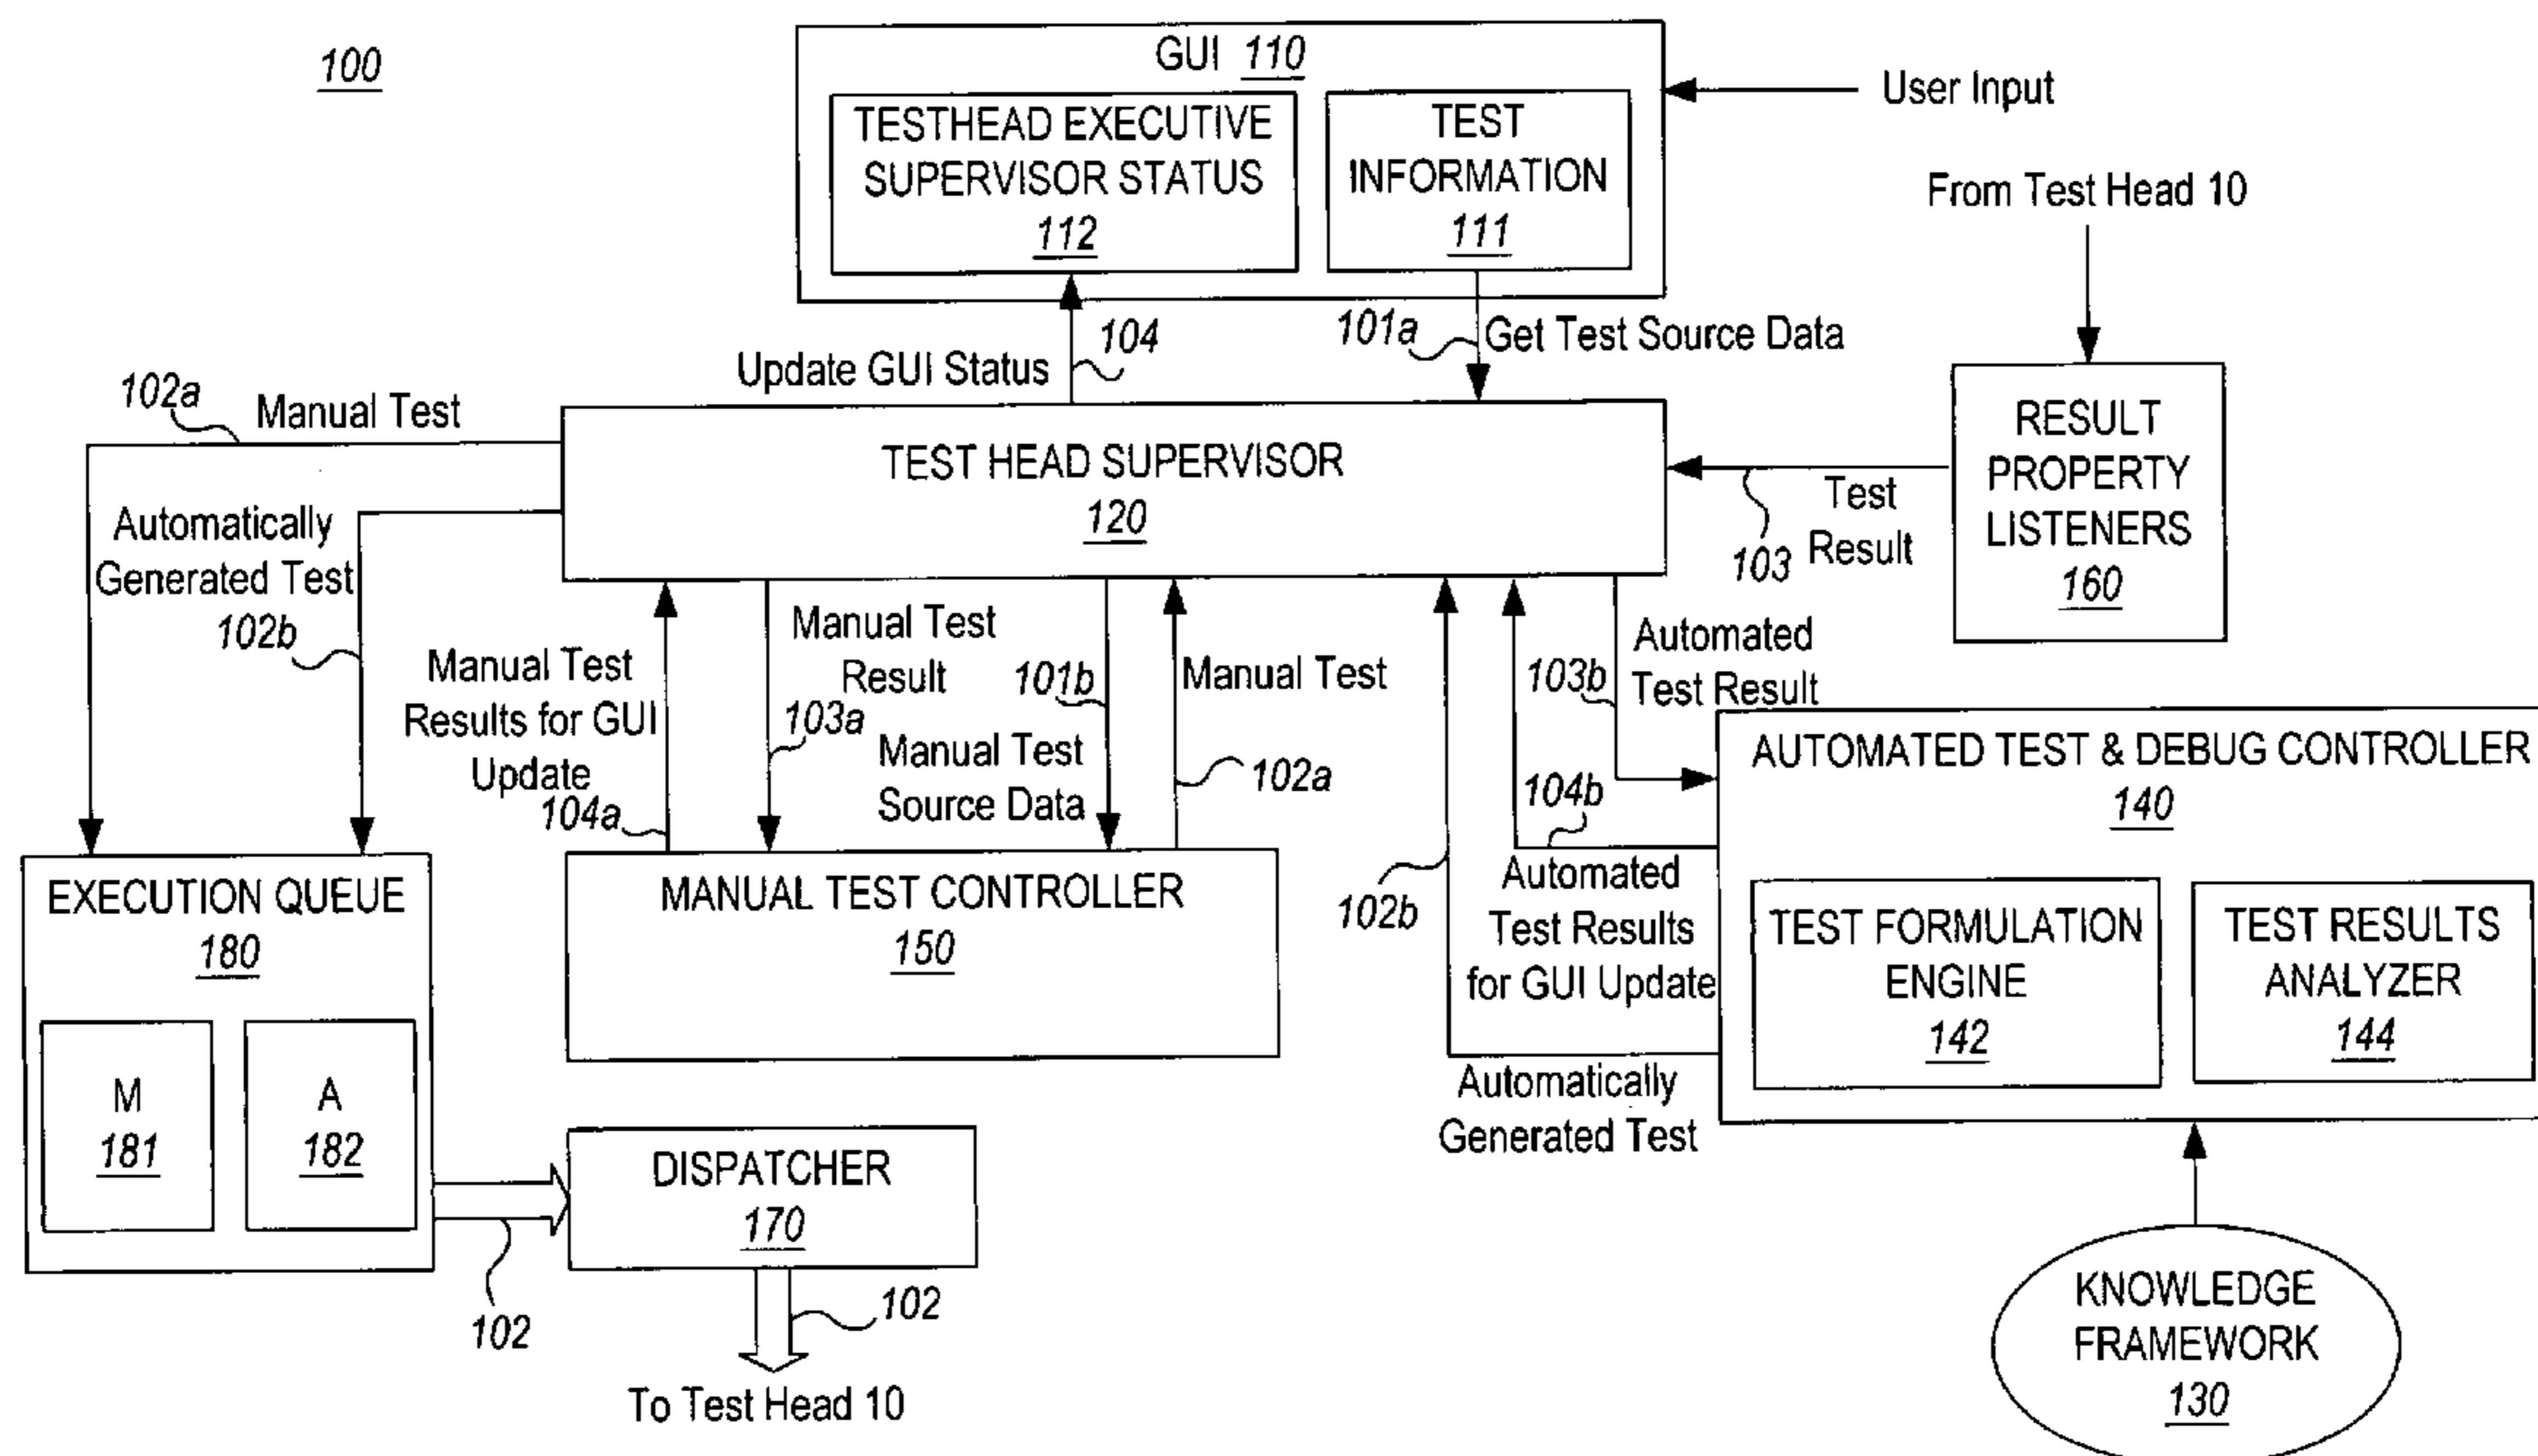 100
GUI 110
TESTHEAD EXECUTIVE
SUPERVISOR STATUS
112
TEST
INFORMATION
111
User Input
From Test Head 10
Update GUI Status
104
101a
Get Test Source Data
102a
Manual Test
TEST HEAD SUPERVISOR
120
RESULT
PROPERTY
LISTENERS
160
Test
Result
103
Automatically
Generated Test
102b
Manual Test
Results for GUI
Update
104a
Manual Test
Result
103a
101b
Manual Test
Source Data
Manual Test
102a
103b
Automated
Test Result
104b
Automated
Test Results
for GUI Update
102b
Automatically
Generated Test
AUTOMATED TEST & DEBUG CONTROLLER
140
TEST FORMULATION
ENGINE
142
TEST RESULTS
ANALYZER
144
EXECUTION QUEUE
180
M
181
A
182
MANUAL TEST CONTROLLER
150
DISPATCHER
170
102
102
To Test Head 10
KNOWLEDGE
FRAMEWORK
130